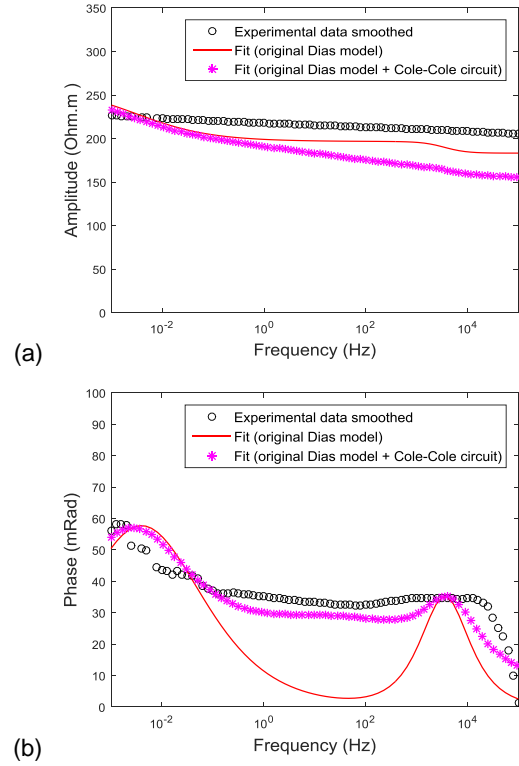 350
300
250
200
150
100
50
0
Amplitude (Ohm.m)
Experimental data smoothed
Fit (original Dias model)
Fit (original Dias model + Cole-Cole circuit)
10^-2 10^0 10^2 10^4
Frequency (Hz)
(a)
100
90
80
70
60
50
40
30
20
10
0
Phase (mRad)
Experimental data smoothed
Fit (original Dias model)
Fit (original Dias model + Cole-Cole circuit)
10^-2 10^0 10^2 10^4
Frequency (Hz)
(b)